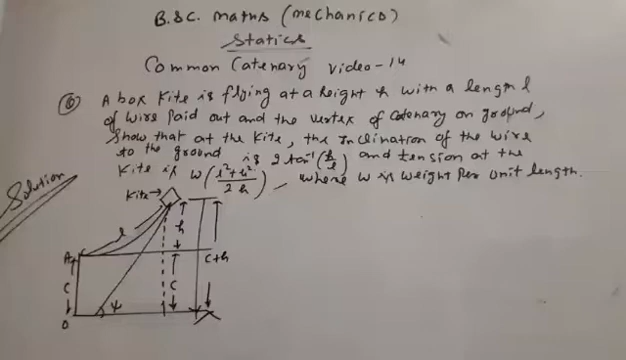 B.SC. maths (mechanics)
Statics
Common Catenary video-14
⑥ A box Kite is flying at a height h with a length l
of wire paid out and the vertex of catenary on ground,
show that at the kite, the inclination of the wire
to the ground is 2 tan⁻¹(h/l) and tension at the
Kite is w(l²+h²/2h), where w is weight per unit length.
Solution
Kite→
l
h
A
C
C
C+h
ψ
O
X